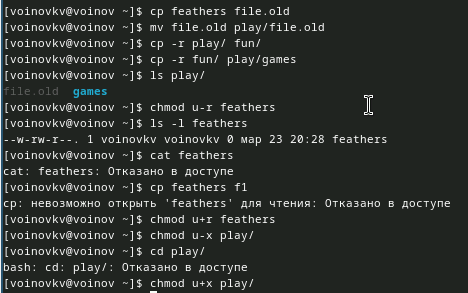 [voinovkv@voinov ~]$ cp feathers file.old
[voinovkv@voinov ~]$ mv file.old play/file.old
[voinovkv@voinov ~]$ cp -r play/ fun/
[voinovkv@voinov ~]$ cp -r fun/ play/games
[voinovkv@voinov ~]$ ls play/
file.old  games
[voinovkv@voinov ~]$ chmod u-r feathers
[voinovkv@voinov ~]$ ls -l feathers
--w-rw-r--. 1 voinovkv voinovkv 0 мар 23 20:28 feathers
[voinovkv@voinov ~]$ cat feathers
cat: feathers: Отказано в доступе
[voinovkv@voinov ~]$ cp feathers f1
cp: невозможно открыть 'feathers' для чтения: Отказано в доступе
[voinovkv@voinov ~]$ chmod u+r feathers
[voinovkv@voinov ~]$ chmod u-x play/
[voinovkv@voinov ~]$ cd play/
bash: cd: play/: Отказано в доступе
[voinovkv@voinov ~]$ chmod u+x play/